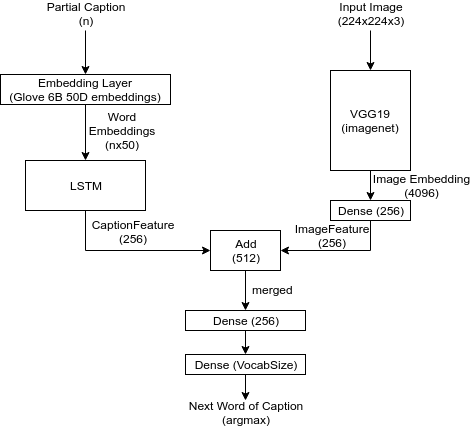 Partial Caption
(n)
Input Image
(224x224x3)
Embedding Layer
(Glove 6B 50D embeddings)
VGG19
(imagenet)
Word
Embeddings
(nx50)
LSTM
Image Embedding
(4096)
Dense (256)
CaptionFeature
(256)
ImageFeature
(256)
Add
(512)
merged
Dense (256)
Dense (VocabSize)
Next Word of Caption
(argmax)